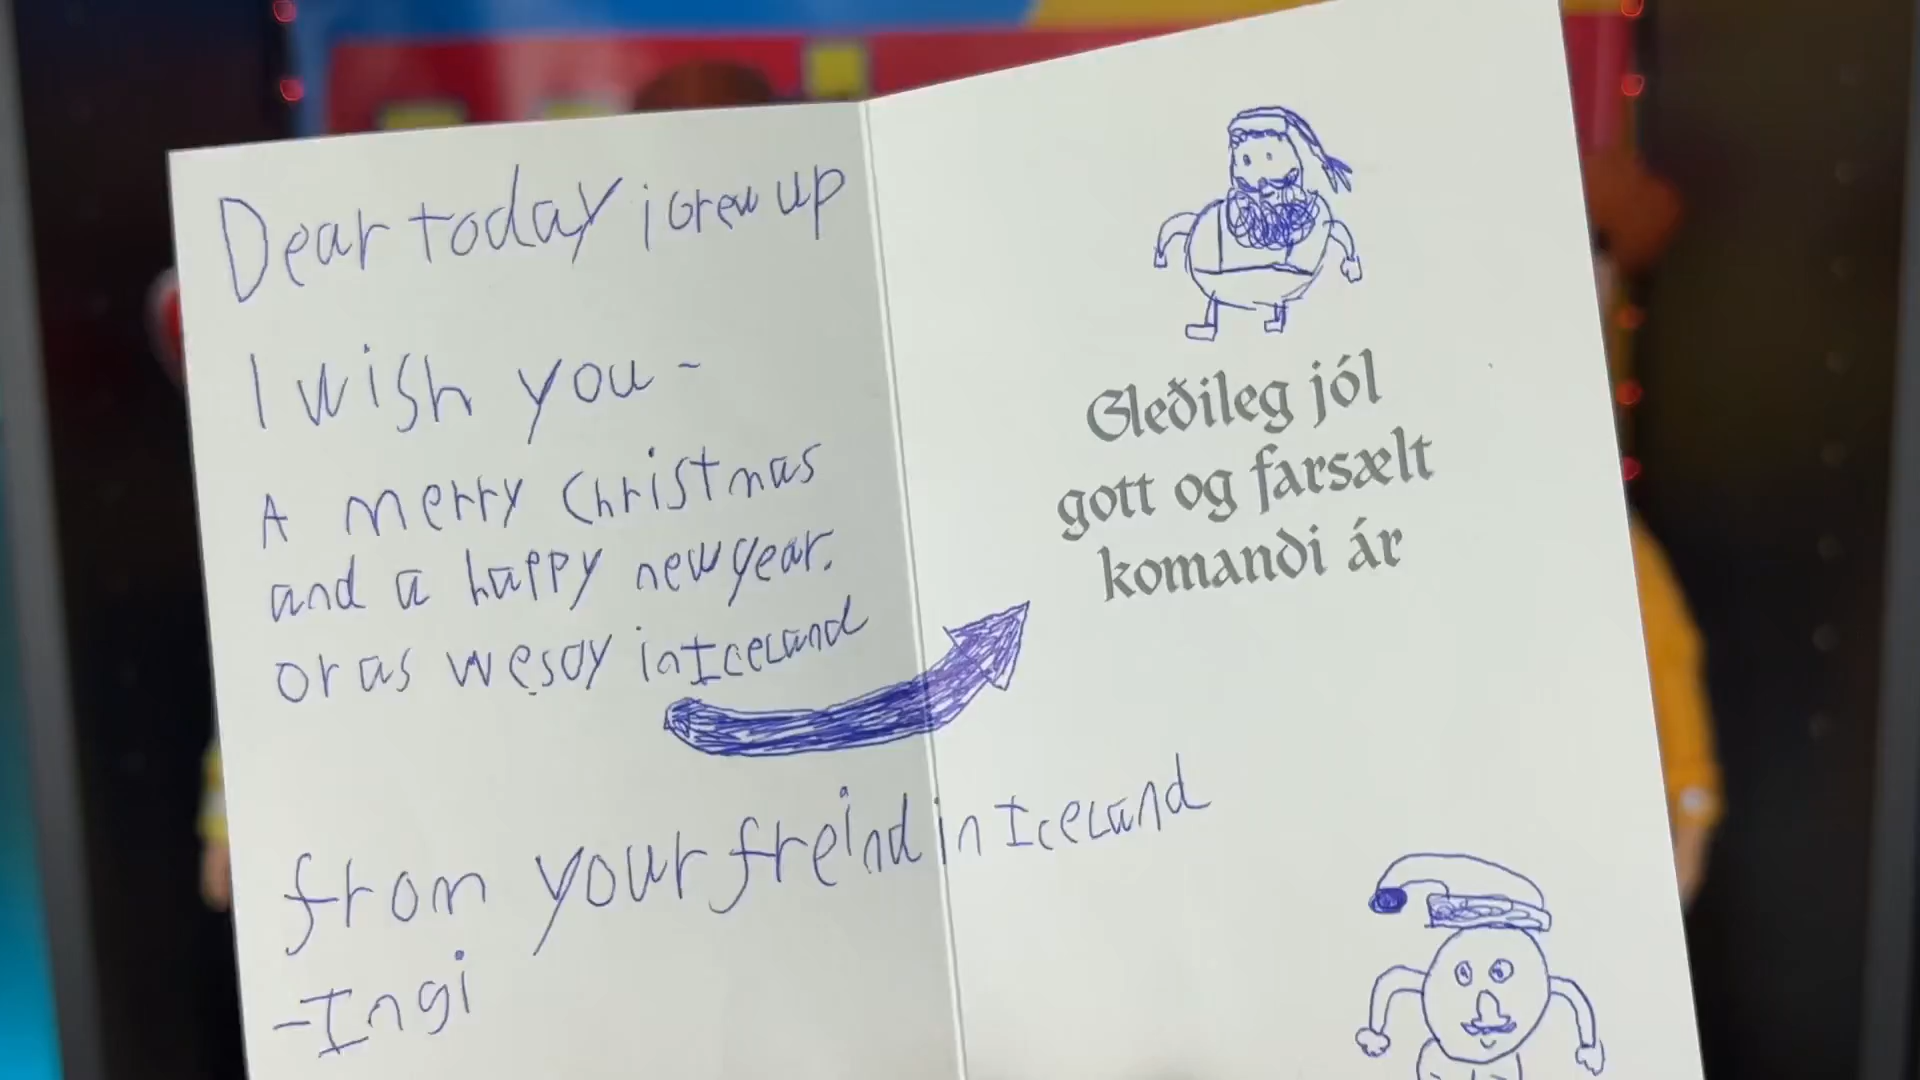 Dear today i Grew up
I wish you -
A merry Christmas
and a happy new year.
or as we say in Iceland
from your freind in Iceland
-Ingi
Gleðileg jól
gott og farsælt
komandi ár